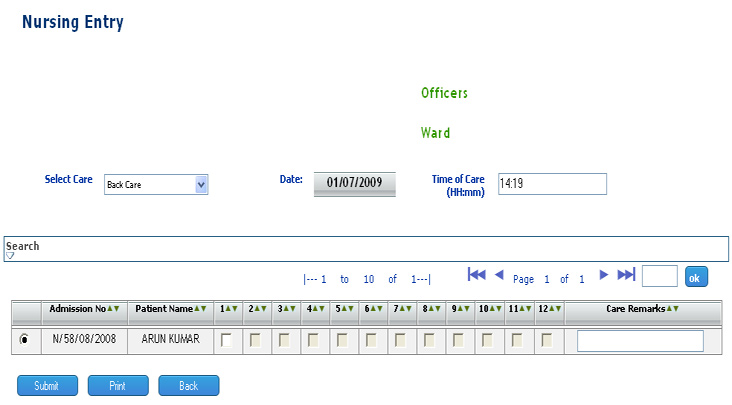 Nursing Entry
Officers
Ward
Select Care Back Care Date: 01/07/2009 Time of Care 14:19
(HH:mm)
Search
|--- 1 to 10 of 1---| Page 1 of 1 ok
Admission No Patient Name 1 2 3 4 5 6 7 8 9 10 11 12 Care Remarks
N/58/08/2008 ARUN KUMAR
Submit Print Back